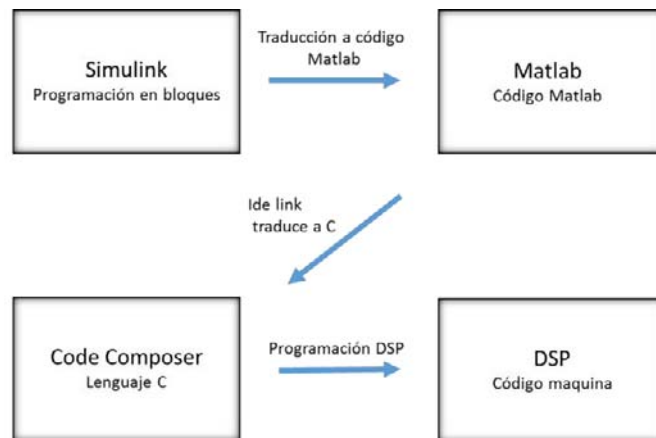 Simulink
Programación en bloques
Traducción a código
Matlab
Matlab
Código Matlab
Ide link
traduce a C
Code Composer
Lenguaje C
Programación DSP
DSP
Código maquina